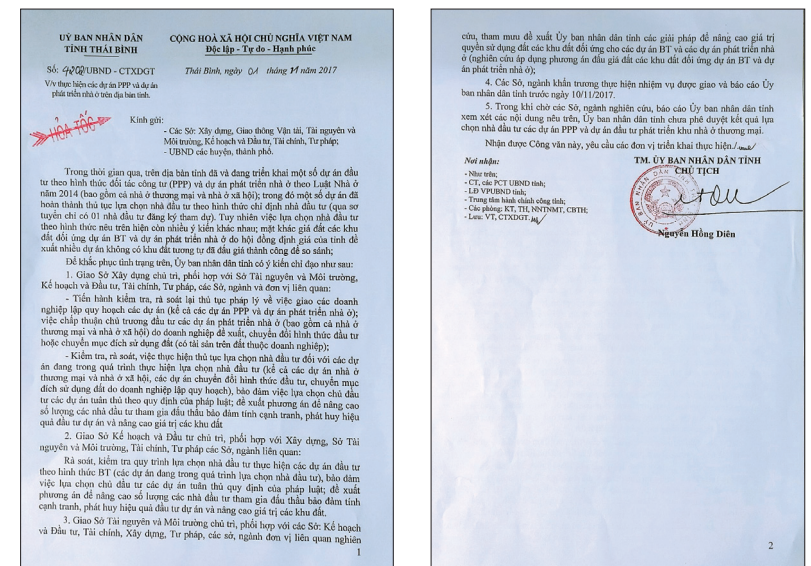 UỶ BAN NHÂN DÂN
TỈNH THÁI BÌNH
CỘNG HOÀ XÃ HỘI CHỦ NGHĨA VIỆT NAM
Độc lập - Tự do - Hạnh phúc
Số: 4202/UBND - CTXDGT
Thái Bình, ngày 01 tháng 11 năm 2017
V/v thực hiện các dự án PPP và dự án
phát triển nhà ở trên địa bàn tỉnh.
HỎA TỐC
Kính gửi:
- Các Sở: Xây dựng, Giao thông Vận tải, Tài nguyên và
Môi trường, Kế hoạch và Đầu tư, Tài chính, Tư pháp;
- UBND các huyện, thành phố.
Trong thời gian qua, trên địa bàn tỉnh đã và đang triển khai một số dự án đầu
tư theo hình thức đối tác công tư (PPP) và dự án phát triển nhà ở theo Luật Nhà ở
năm 2014 (bao gồm cả nhà ở thương mại và nhà ở xã hội); trong đó một số dự án đã
hoàn thành thủ tục lựa chọn nhà đầu tư theo hình thức chỉ định nhà đầu tư (qua sơ
tuyển chỉ có 01 nhà đầu tư đăng ký tham dự). Tuy nhiên việc lựa chọn nhà đầu tư
theo hình thức nêu trên hiện còn nhiều ý kiến khác nhau; mặt khác giá đất các khu
đất đối ứng dự án BT và dự án phát triển nhà ở do hội đồng định giá của tỉnh đề
xuất nhiều dự án không có khu đất tương tự đã đấu giá thành công để so sánh;
Để khắc phục tình trạng trên, Ủy ban nhân dân tỉnh có ý kiến chỉ đạo như sau:
1. Giao Sở Xây dựng chủ trì, phối hợp với Sở Tài nguyên và Môi trường,
Kế hoạch và Đầu tư, Tài chính, Tư pháp, các Sở, ngành và đơn vị liên quan:
- Tiến hành kiểm tra, rà soát lại thủ tục pháp lý về việc giao các doanh
nghiệp lập quy hoạch các dự án (kể cả các dự án PPP và phát triển nhà ở);
việc chấp thuận chủ trương đầu tư các dự án phát triển nhà ở (bao gồm cả nhà ở
thương mại và nhà ở xã hội) do doanh nghiệp đề xuất, chuyển đổi hình thức đầu tư
hoặc chuyển mục đích sử dụng đất (có tài sản trên đất thuộc doanh nghiệp);
- Kiểm tra, rà soát, việc thực hiện thủ tục lựa chọn nhà đầu tư đối với các dự
án đang trong quá trình thực hiện lựa chọn nhà đầu tư (kể cả các dự án nhà ở
thương mại và nhà ở xã hội, các dự án chuyển đổi hình thức đầu tư, chuyển mục
đích sử dụng đất do doanh nghiệp lập quy hoạch), bảo đảm việc lựa chọn chủ đầu
tư các dự án tuân thủ theo quy định của pháp luật; đề xuất phương án để nâng cao
số lượng các nhà đầu tư tham gia đấu thầu bảo đảm tính cạnh tranh, phát huy hiệu
quả đầu tư dự án và nâng cao giá trị các khu đất
2. Giao Sở Kế hoạch và Đầu tư chủ trì, phối hợp với Xây dựng, Sở Tài
nguyên và Môi trường, Tài chính, Tư pháp các Sở, ngành liên quan:
Rà soát, kiểm tra quy trình lựa chọn nhà đầu tư thực hiện các dự án đầu tư
theo hình thức BT (các dự án đang trong quá trình lựa chọn nhà đầu tư), bảo đảm
việc lựa chọn chủ đầu tư các dự án tuân thủ quy định của pháp luật; đề xuất
phương án để nâng cao số lượng các nhà đầu tư tham gia đấu thầu bảo đảm tính
cạnh tranh, phát huy hiệu quả đầu tư dự án và nâng cao giá trị các khu đất.
3. Giao Sở Tài nguyên và Môi trường chủ trì, phối hợp với các Sở: Kế hoạch
và Đầu tư, Tài chính, Xây dựng, Tư pháp, các sở, ngành đơn vị liên quan nghiên
1
cứu, tham mưu đề xuất Ủy ban nhân dân tỉnh các giải pháp để nâng cao giá trị
quyền sử dụng đất các khu đất đối ứng cho các dự án BT và các dự án phát triển nhà
ở (nghiên cứu áp dụng phương án đấu giá đất các khu đất đối ứng dự án BT và dự
án phát triển nhà ở);
4. Các Sở, ngành khẩn trương thực hiện nhiệm vụ được giao và báo cáo Ủy
ban nhân dân tỉnh trước ngày 10/11/2017.
5. Trong khi chờ các Sở, ngành nghiên cứu, báo cáo Ủy ban nhân dân tỉnh
xem xét các nội dung nêu trên, Ủy ban nhân dân tỉnh chưa phê duyệt kết quả lựa
chọn nhà đầu tư các dự án PPP và dự án đầu tư phát triển khu nhà ở thương mại.
Nhận được Công văn này, yêu cầu các đơn vị triển khai thực hiện./.
Nơi nhận:
- Như trên;
- CT, các PCT UBND tỉnh;
- LĐ VPUBND tỉnh;
- Trung tâm hành chính công tỉnh;
- Các phòng: KT, TH, NNTNMT, CBTH;
- Lưu: VT, CTXDGT.
TM. ỦY BAN NHÂN DÂN TỈNH
CHỦ TỊCH
Nguyễn Hồng Diên
2